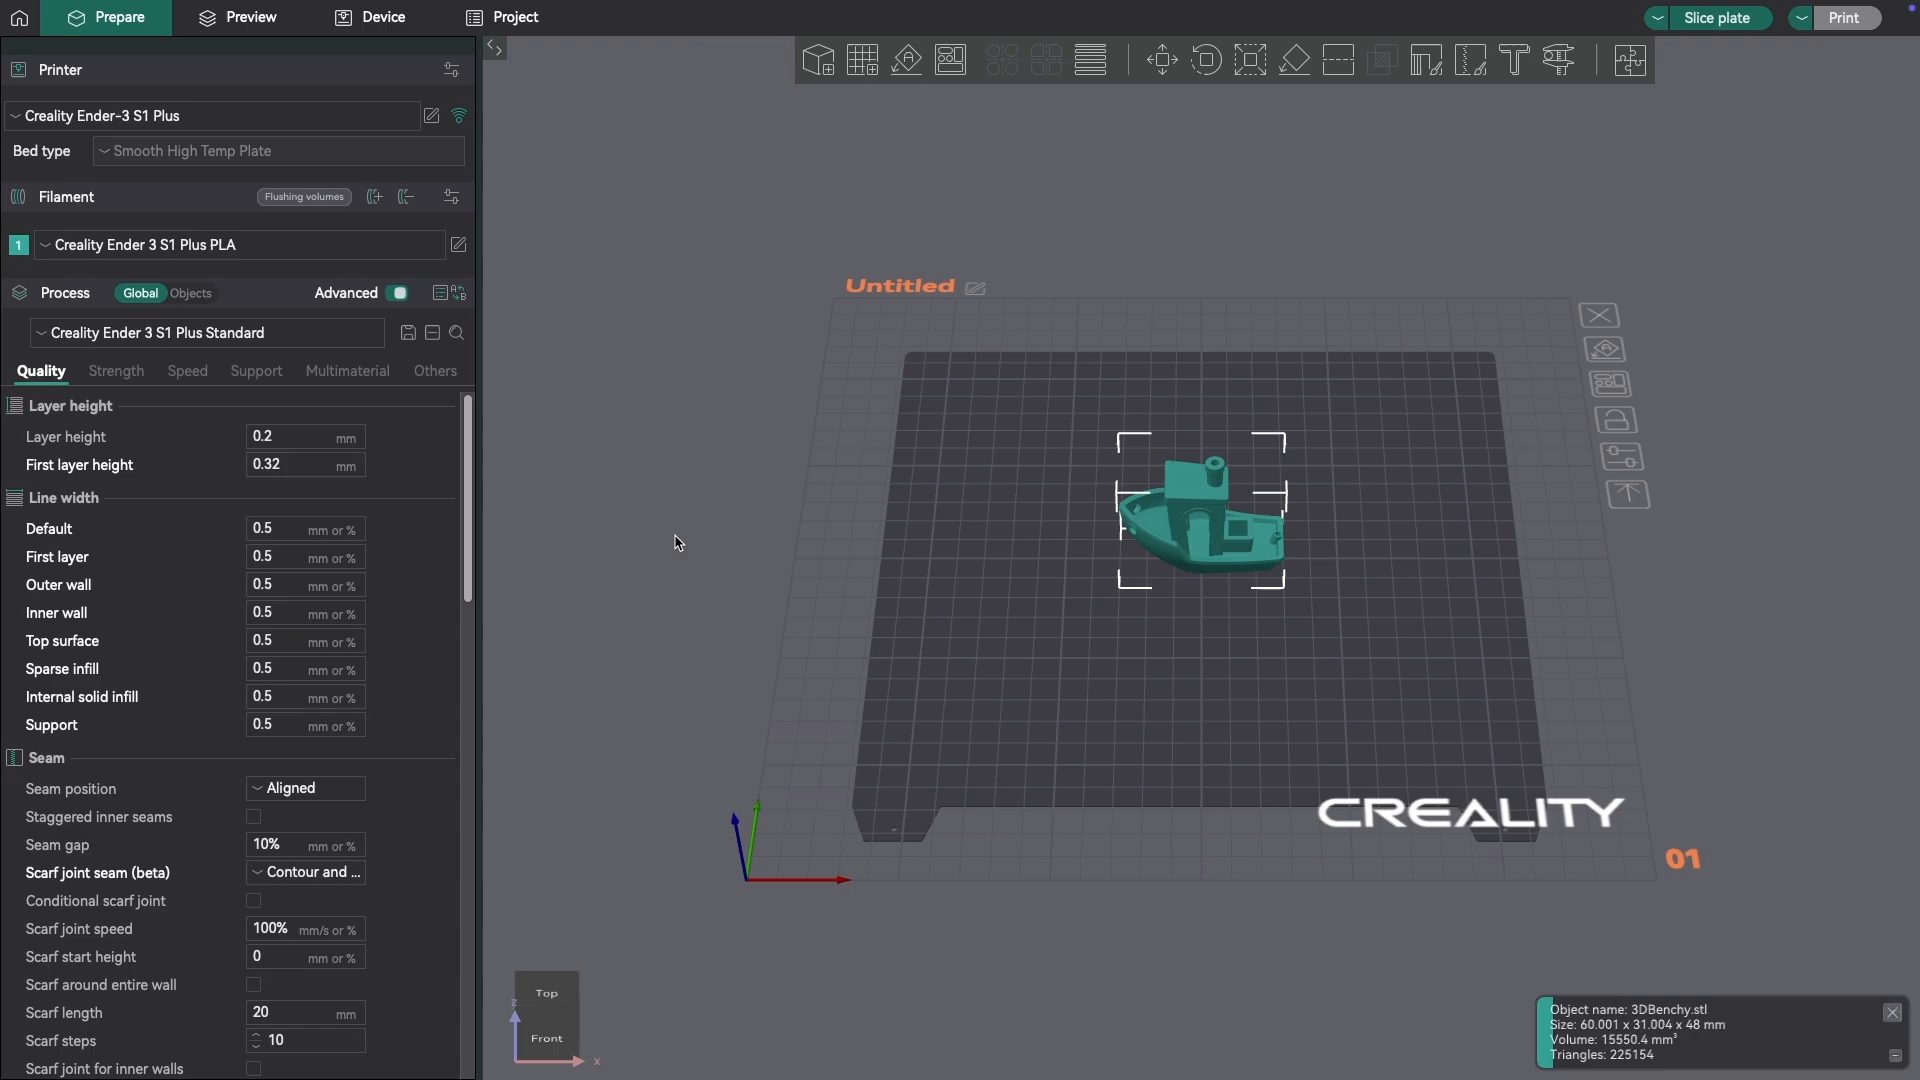 Prepare
Preview
Device
Project
Slice plate
Print
Printer
Creality Ender-3 S1 Plus
Bed type
Smooth High Temp Plate
Filament
Flushing volumes
1
Creality Ender 3 S1 Plus PLA
Process
Global
Objects
Advanced
Creality Ender 3 S1 Plus Standard
Quality
Strength
Speed
Support
Multimaterial
Others
Layer height
Layer height 0.2 mm
First layer height 0.32 mm
Line width
Default 0.5 mm or %
First layer 0.5 mm or %
Outer wall 0.5 mm or %
Inner wall 0.5 mm or %
Top surface 0.5 mm or %
Sparse infill 0.5 mm or %
Internal solid infill 0.5 mm or %
Support 0.5 mm or %
Seam
Seam position Aligned
Staggered inner seams
Seam gap 10% mm or %
Scarf joint seam (beta) Contour and ...
Conditional scarf joint
Scarf joint speed 100% mm/s or %
Scarf start height 0 mm or %
Scarf around entire wall
Scarf length 20 mm
Scarf steps 10
Scarf joint for inner walls
Untitled
CREALITY
01
Top
Front
Z
X
Object name: 3DBenchy.stl
Size: 60.001 x 31.004 x 48 mm
Volume: 15550.4 mm³
Triangles: 225154